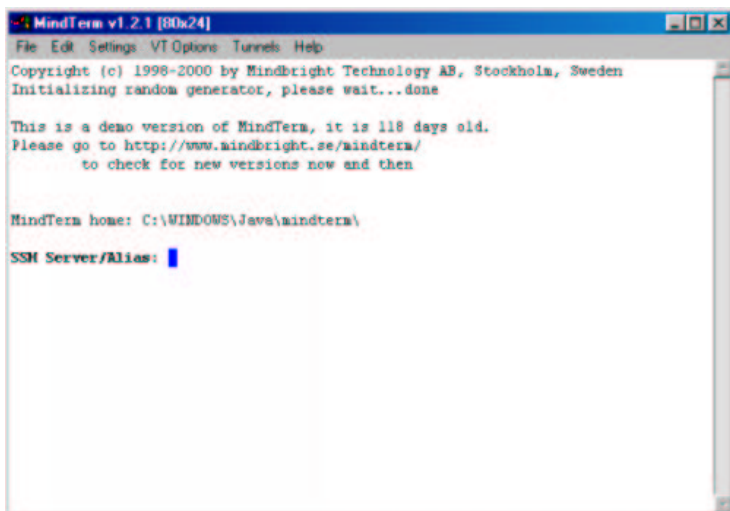 MindTerm v1.2.1 [80x24]
File Edit Settings VT Options Tunnels Help
Copyright (c) 1998-2000 by Mindbright Technology AB, Stockholm, Sweden
Initializing random generator, please wait...done
This is a demo version of MindTerm, it is 118 days old.
Please go to http://www.mindbright.se/mindterm/
to check for new versions now and then
MindTerm home: C:\WINDOWS\Java\mindterm\
SSH Server/Alias: